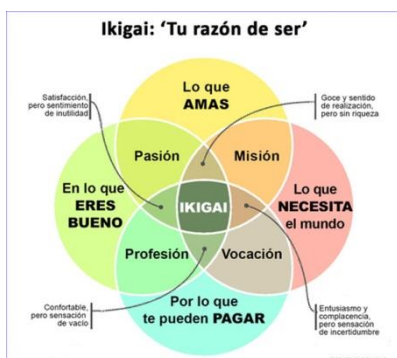 Ikigai: ‘Tu razón de ser’
Satisfacción,
pero sentimiento
de inutilidad
Lo que
AMAS
Goce y sentido
de realización,
pero sin riqueza
Pasión
Misión
En lo que
ERES
BUENO
IKIGAI
Lo que
NECESITA
el mundo
Profesión
Vocación
Confortable,
pero sensación
de vacío
Por lo que
te pueden PAGAR
Entusiasmo y
complacencia,
pero sensación
de incertidumbre